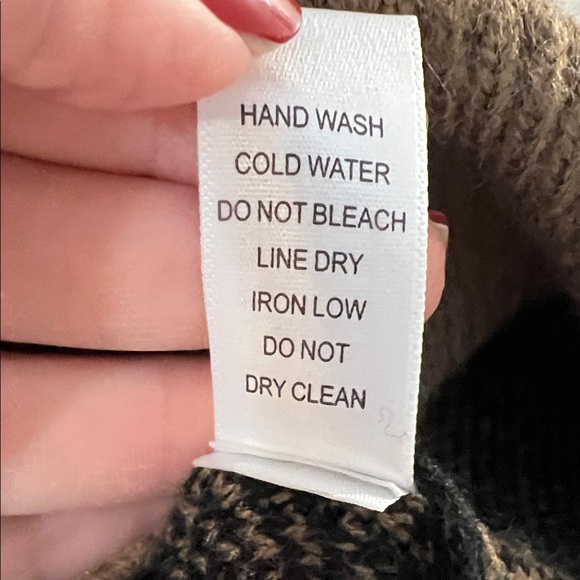 HAND WASH
COLD WATER
DO NOT BLEACH
LINE DRY
IRON LOW
DO NOT
DRY CLEAN